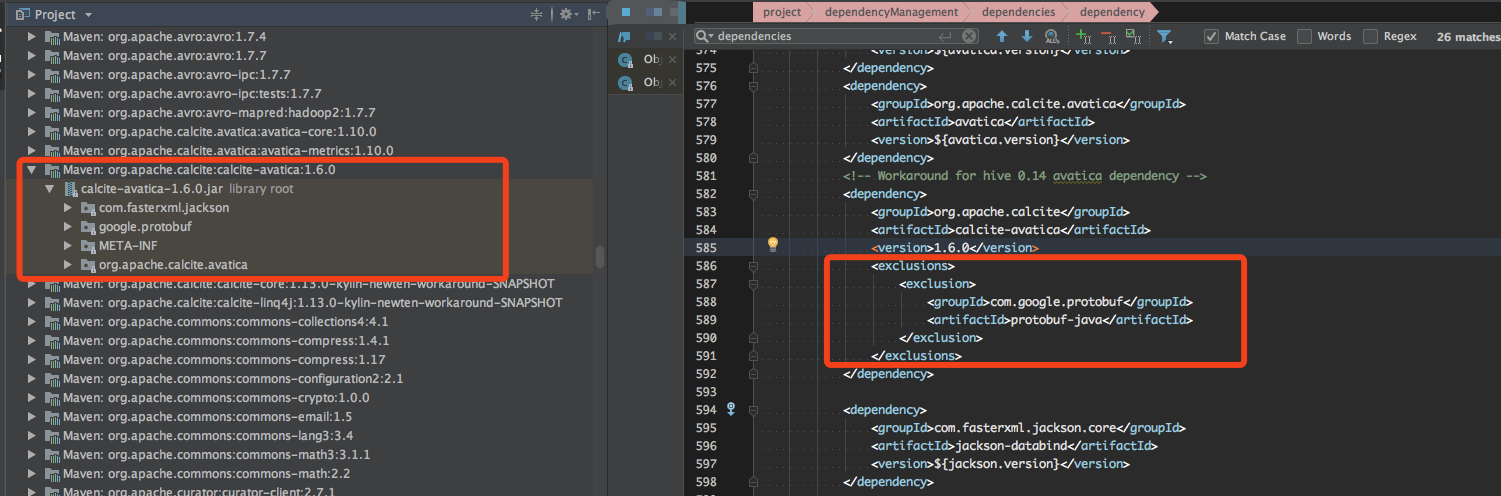 Project
Maven: org.apache.avro:avro:1.7.4
Maven: org.apache.avro:avro:1.7.7
Maven: org.apache.avro:avro-ipc:1.7.7
Maven: org.apache.avro:avro-ipc:tests:1.7.7
Maven: org.apache.avro:avro-mapred:hadoop2:1.7.7
Maven: org.apache.calcite.avatica:avatica-core:1.10.0
Maven: org.apache.calcite.avatica:avatica-metrics:1.10.0
Maven: org.apache.calcite:calcite-avatica:1.6.0
calcite-avatica-1.6.0.jar library root
com.fasterxml.jackson
google.protobuf
META-INF
org.apache.calcite.avatica
Maven: org.apache.calcite:calcite-core:1.13.0-kylin-newten-workaround-SNAPSHOT
Maven: org.apache.calcite:calcite-linq4j:1.13.0-kylin-newten-workaround-SNAPSHOT
Maven: org.apache.commons:commons-collections4:4.1
Maven: org.apache.commons:commons-compress:1.4.1
Maven: org.apache.commons:commons-compress:1.17
Maven: org.apache.commons:commons-configuration2:2.1
Maven: org.apache.commons:commons-crypto:1.0.0
Maven: org.apache.commons:commons-email:1.5
Maven: org.apache.commons:commons-lang3:3.4
Maven: org.apache.commons:commons-math3:3.1.1
Maven: org.apache.commons:commons-math:2.2
Maven: org.apache.curator:curator-client:2.7.1
Obj
Obj
project dependencyManagement dependencies dependency
dependencies Match Case Words Regex 26 matches
574 <version>${avatica.version}</version>
575 </dependency>
576 <dependency>
577 <groupId>org.apache.calcite.avatica</groupId>
578 <artifactId>avatica</artifactId>
579 <version>${avatica.version}</version>
580 </dependency>
581 <!-- Workaround for hive 0.14 avatica dependency -->
582 <dependency>
583 <groupId>org.apache.calcite</groupId>
584 <artifactId>calcite-avatica</artifactId>
585 <version>1.6.0</version>
586 <exclusions>
587 <exclusion>
588 <groupId>com.google.protobuf</groupId>
589 <artifactId>protobuf-java</artifactId>
590 </exclusion>
591 </exclusions>
592 </dependency>
593
594 <dependency>
595 <groupId>com.fasterxml.jackson.core</groupId>
596 <artifactId>jackson-databind</artifactId>
597 <version>${jackson.version}</version>
598 </dependency>